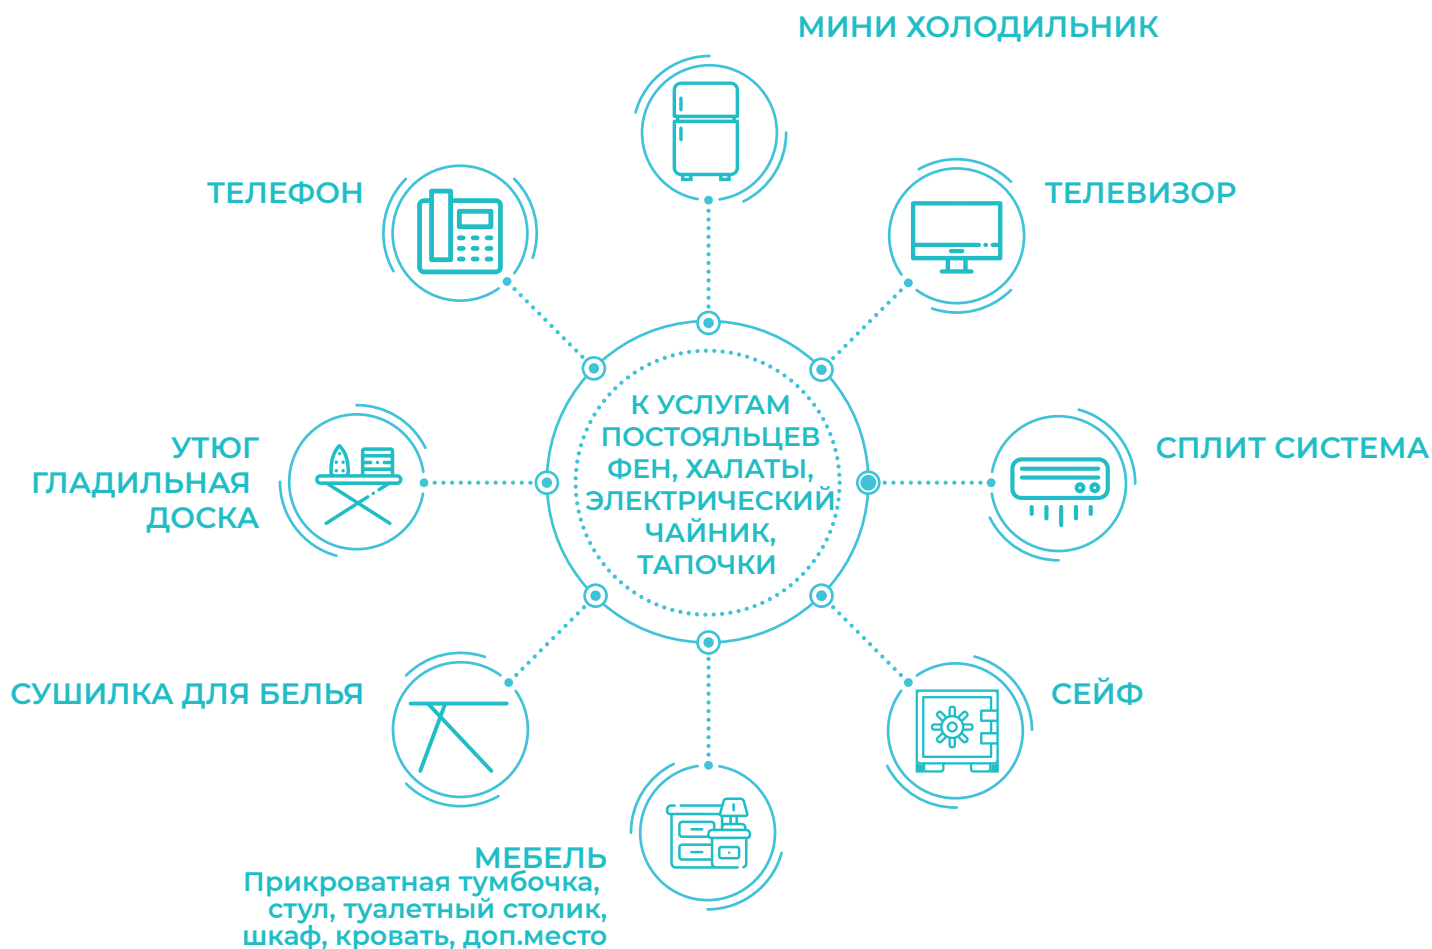 МИНИ ХОЛОДИЛЬНИК
ТЕЛЕФОН
ТЕЛЕВИЗОР
К УСЛУГАМ
ПОСТОЯЛЬЦЕВ
ФЕН, ХАЛАТЫ,
ЭЛЕКТРИЧЕСКИЙ
ЧАЙНИК,
ТАПОЧКИ
УТЮГ
ГЛАДИЛЬНАЯ
ДОСКА
СПЛИТ СИСТЕМА
СУШИЛКА ДЛЯ БЕЛЬЯ
СЕЙФ
МЕБЕЛЬ
Прикроватная тумбочка,
стул, туалетный столик,
шкаф, кровать, доп.место